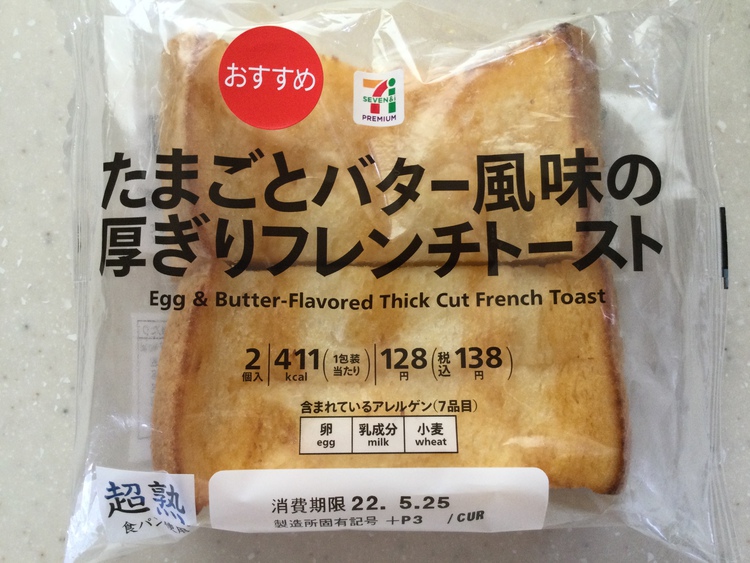 おすすめ
SEVEN&i
PREMIUM
たまごとバター風味の
厚ぎりフレンチトースト
Egg & Butter-Flavored Thick Cut French Toast
2個入 411kcal(1包装当たり) 128円(税込138円)
含まれているアレルゲン(7品目)
卵 乳成分 小麦
egg milk wheat
超熟
食パン使用
消費期限 22. 5.25
製造所固有記号 +P3 /CUR